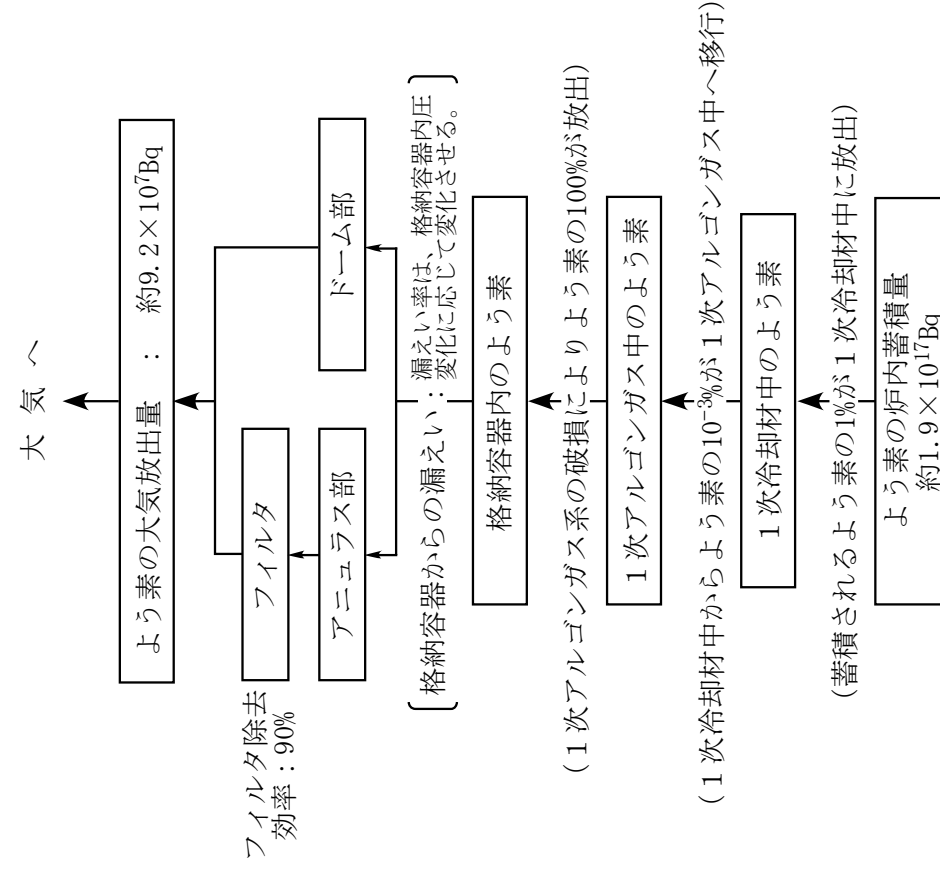 大気へ
よう素の大気放出量 : 約9.2×10⁷Bq
フィルタ除去
効率:90%
フィルタ
アニュラス部
ドーム部
格納容器からの漏えい:漏えい率は、格納容器内圧
変化に応じて変化させる。
格納容器内のよう素
(1次アルゴンガス系の破損によりよう素の100%が放出)
1次アルゴンガス中のよう素
(1次冷却材中からよう素の10⁻³%が1次アルゴンガス中へ移行)
1次冷却材中のよう素
(蓄積されるよう素の1%が1次冷却材中に放出)
よう素の炉内蓄積量
約1.9×10¹⁷Bq